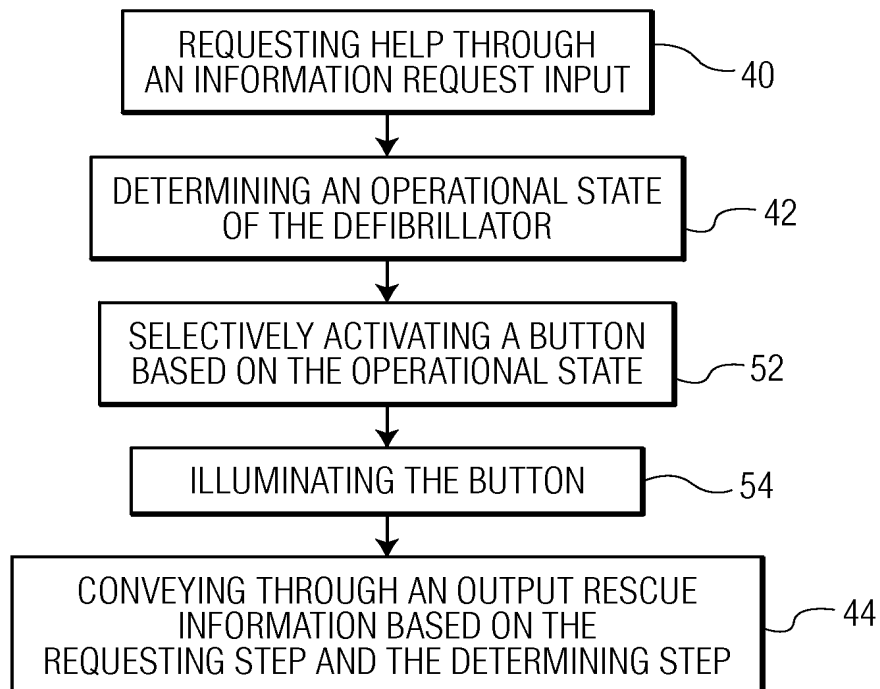 REQUESTING HELP THROUGH
AN INFORMATION REQUEST INPUT
40
DETERMINING AN OPERATIONAL STATE
OF THE DEFIBRILLATOR
42
SELECTIVELY ACTIVATING A BUTTON
BASED ON THE OPERATIONAL STATE
52
ILLUMINATING THE BUTTON
54
CONVEYING THROUGH AN OUTPUT RESCUE
INFORMATION BASED ON THE
REQUESTING STEP AND THE DETERMINING STEP
44